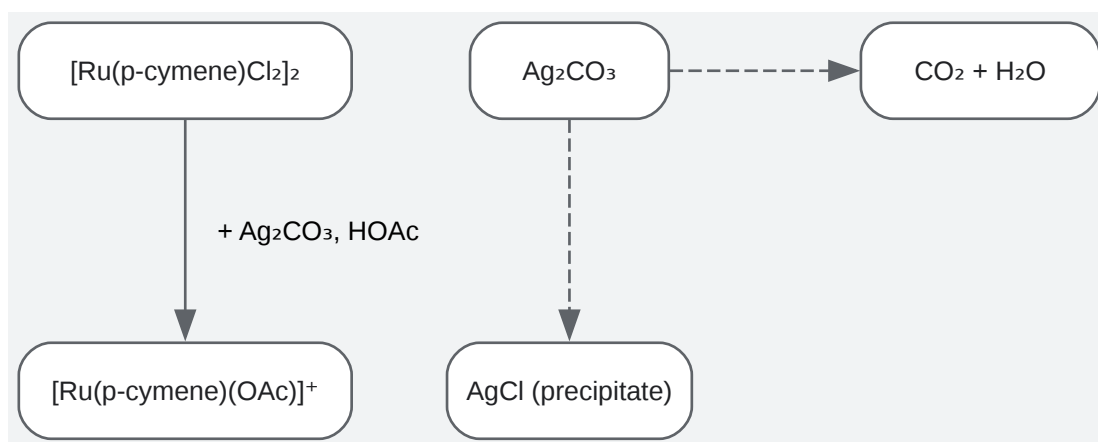 [Ru(p-cymene)Cl₂]₂
Ag₂CO₃
CO₂ + H₂O
+ Ag₂CO₃, HOAc
[Ru(p-cymene)(OAc)]⁺
AgCl (precipitate)